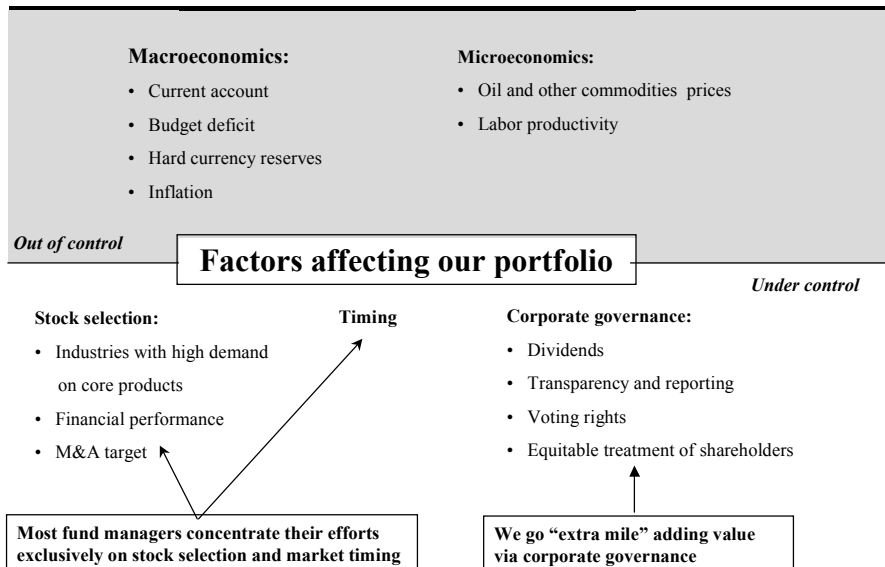 Macroeconomics:
• Current account
• Budget deficit
• Hard currency reserves
• Inflation
Microeconomics:
• Oil and other commodities prices
• Labor productivity
Out of control
Factors affecting our portfolio
Under control
Stock selection:
• Industries with high demand
on core products
• Financial performance
• M&A target
Timing
Corporate governance:
• Dividends
• Transparency and reporting
• Voting rights
• Equitable treatment of shareholders
Most fund managers concentrate their efforts
exclusively on stock selection and market timing
We go “extra mile” adding value
via corporate governance